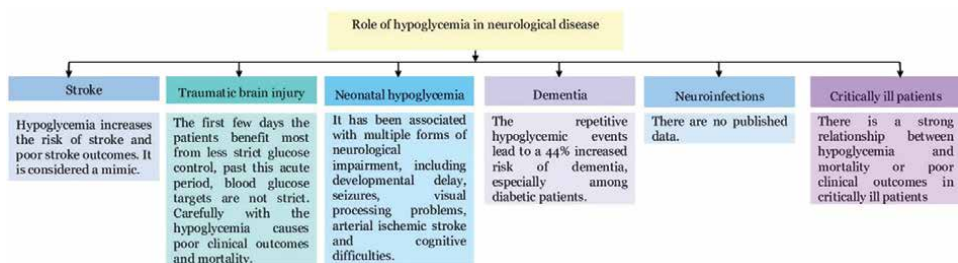 Role of hypoglycemia in neurological disease
Stroke
Hypoglycemia increases
the risk of stroke and
poor stroke outcomes. It
is considered a mimic.
Traumatic brain injury
The first few days the
patients benefit most
from less strict glucose
control, past this acute
period, blood glucose
targets are not strict.
Carefully with the
hypoglycemia causes
poor clinical outcomes
and mortality.
Neonatal hypoglycemia
It has been associated
with multiple forms of
neurological
impairment, including
developmental delay,
seizures, visual
processing problems,
arterial ischemic stroke
and cognitive
difficulties.
Dementia
The repetitive
hypoglycemic events
lead to a 44% increased
risk of dementia,
especially among
diabetic patients.
Neuroinfections
There are no published
data.
Critically ill patients
There is a strong
relationship between
hypoglycemia and
mortality or poor
clinical outcomes in
critically ill patients